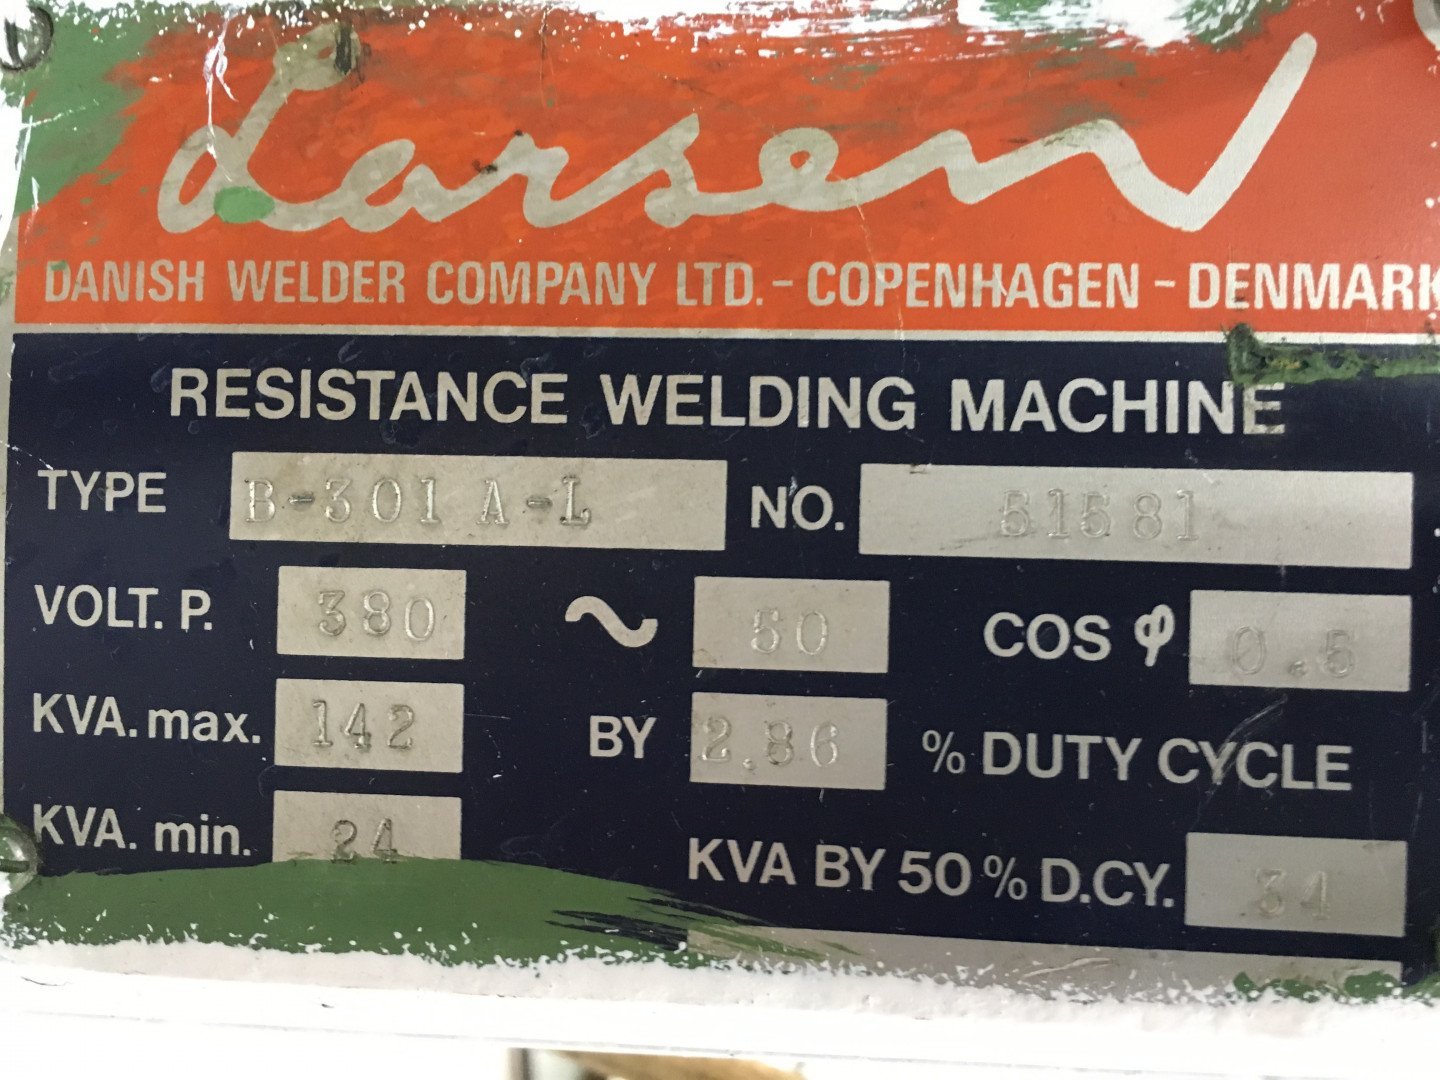 Larsen
DANISH WELDER COMPANY LTD. - COPENHAGEN - DENMARK
RESISTANCE WELDING MACHINE
TYPE B-301 A-L NO. 51581
VOLT. P. 380 ~ 50 COS φ 0.5
KVA. max. 142 BY 2.86 % DUTY CYCLE
KVA. min. 24 KVA BY 50 % D.CY. 34